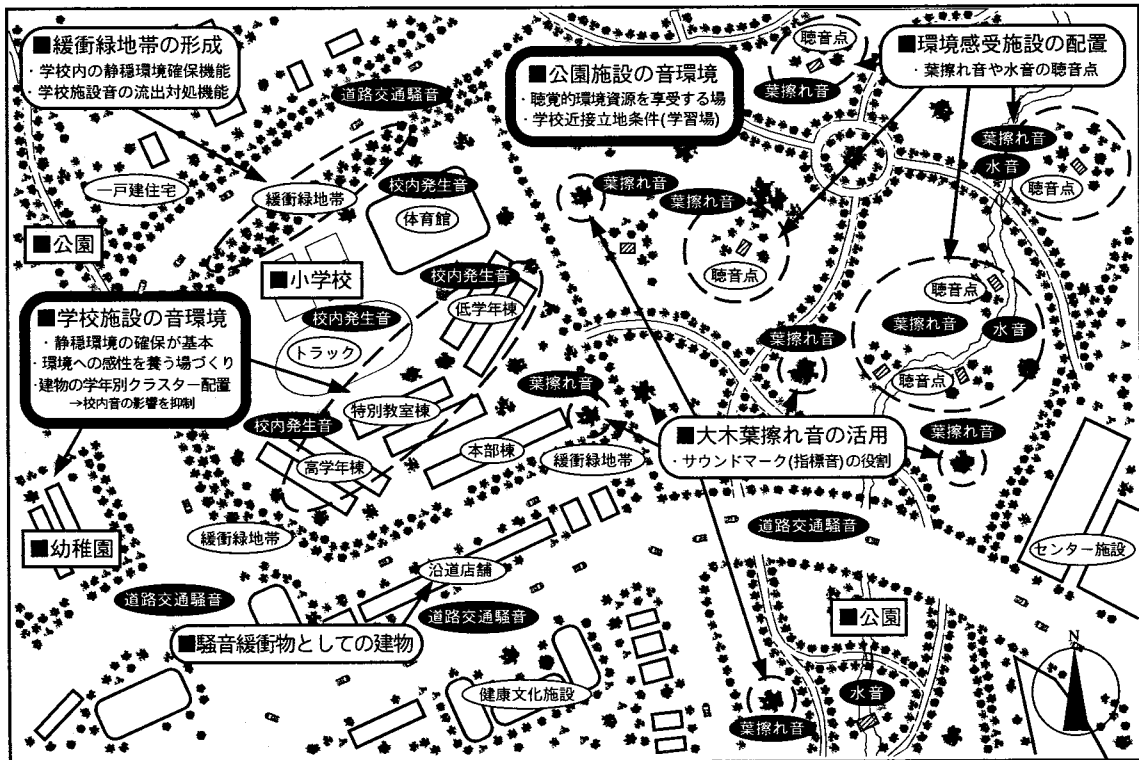 ■緩衝緑地帯の形成
・学校内の静穏環境確保機能
・学校施設音の流出対処機能
道路交通騒音
■公園施設の音環境
・聴覚的環境資源を享受する場
・学校近接立地条件(学習場)
聴音点
葉擦れ音
■環境感受施設の配置
・葉擦れ音や水音の聴音点
葉擦れ音
水音
聴音点
一戸建住宅
緩衝緑地帯
校内発生音
体育館
葉擦れ音
葉擦れ音
聴音点
■公園
■小学校
校内発生音
低学年棟
校内発生音
トラック
聴音点
葉擦れ音
水音
聴音点
■学校施設の音環境
・静穏環境の確保が基本
・環境への感性を養う場づくり
・建物の学年別クラスター配置
→校内音の影響を抑制
葉擦れ音
葉擦れ音
特別教室棟
校内発生音
高学年棟
本部棟
緩衝緑地帯
■大木葉擦れ音の活用
・サウンドマーク(指標音)の役割
葉擦れ音
■幼稚園
緩衝緑地帯
沿道店舗
道路交通騒音
センター施設
道路交通騒音
道路交通騒音
■騒音緩衝物としての建物
■公園
健康文化施設
水音
葉擦れ音
N